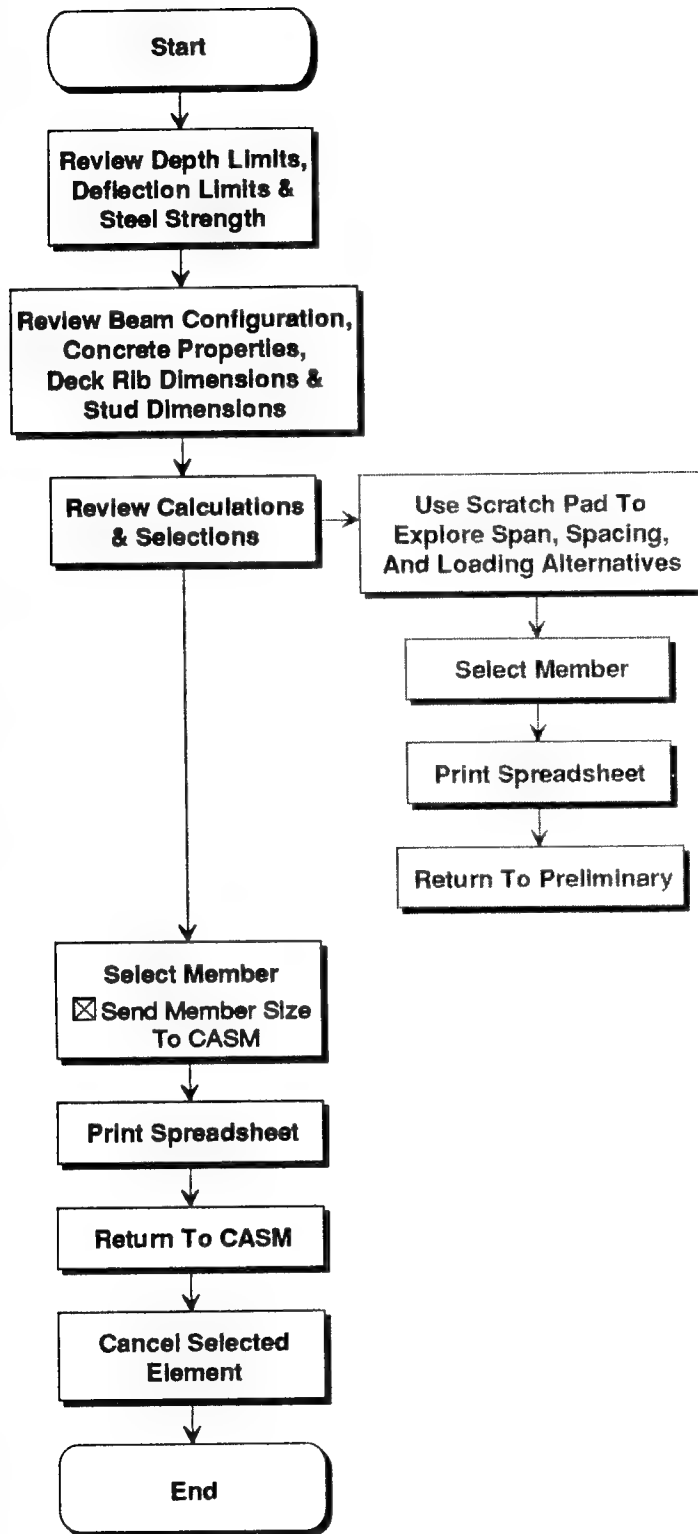 Start
Review Depth Limits,
Deflection Limits &
Steel Strength
Review Beam Configuration,
Concrete Properties,
Deck Rib Dimensions &
Stud Dimensions
Review Calculations
& Selections
Use Scratch Pad To
Explore Span, Spacing,
And Loading Alternatives
Select Member
Print Spreadsheet
Return To Preliminary
Select Member
Send Member Size
To CASM
Print Spreadsheet
Return To CASM
Cancel Selected
Element
End